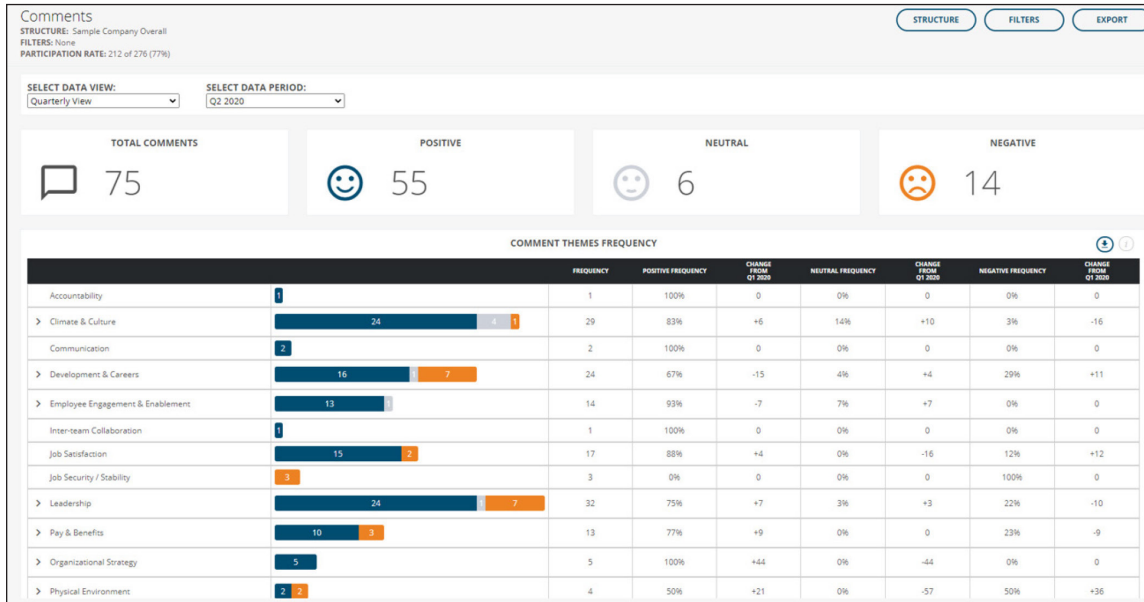 Comments
STRUCTURE: Sample Company Overall
FILTERS: None
PARTICIPATION RATE: 212 of 276 (77%)
STRUCTURE FILTERS EXPORT
SELECT DATA VIEW: SELECT DATA PERIOD:
Quarterly View Q2 2020
TOTAL COMMENTS POSITIVE NEUTRAL NEGATIVE
75 55 6 14
COMMENT THEMES FREQUENCY
FREQUENCY POSITIVE FREQUENCY CHANGE FROM Q1 2020 NEUTRAL FREQUENCY CHANGE FROM Q1 2020 NEGATIVE FREQUENCY CHANGE FROM Q1 2020
Accountability 1 1 100% 0 0% 0 0% 0
Climate & Culture 24 4 1 29 83% +6 14% +10 3% -16
Communication 2 2 100% 0 0% 0 0% 0
Development & Careers 16 1 7 24 67% -15 4% +4 29% +11
Employee Engagement & Enablement 13 1 14 93% -7 7% +7 0% 0
Inter-team Collaboration 1 1 100% 0 0% 0 0% 0
Job Satisfaction 15 2 17 88% +4 0% -16 12% +12
Job Security / Stability 3 3 0% 0 0% 0 100% 0
Leadership 24 1 7 32 75% +7 3% +3 22% -10
Pay & Benefits 10 3 13 77% +9 0% 0 23% -9
Organizational Strategy 5 5 100% +44 0% -44 0% 0
Physical Environment 2 2 4 50% +21 0% -57 50% +36